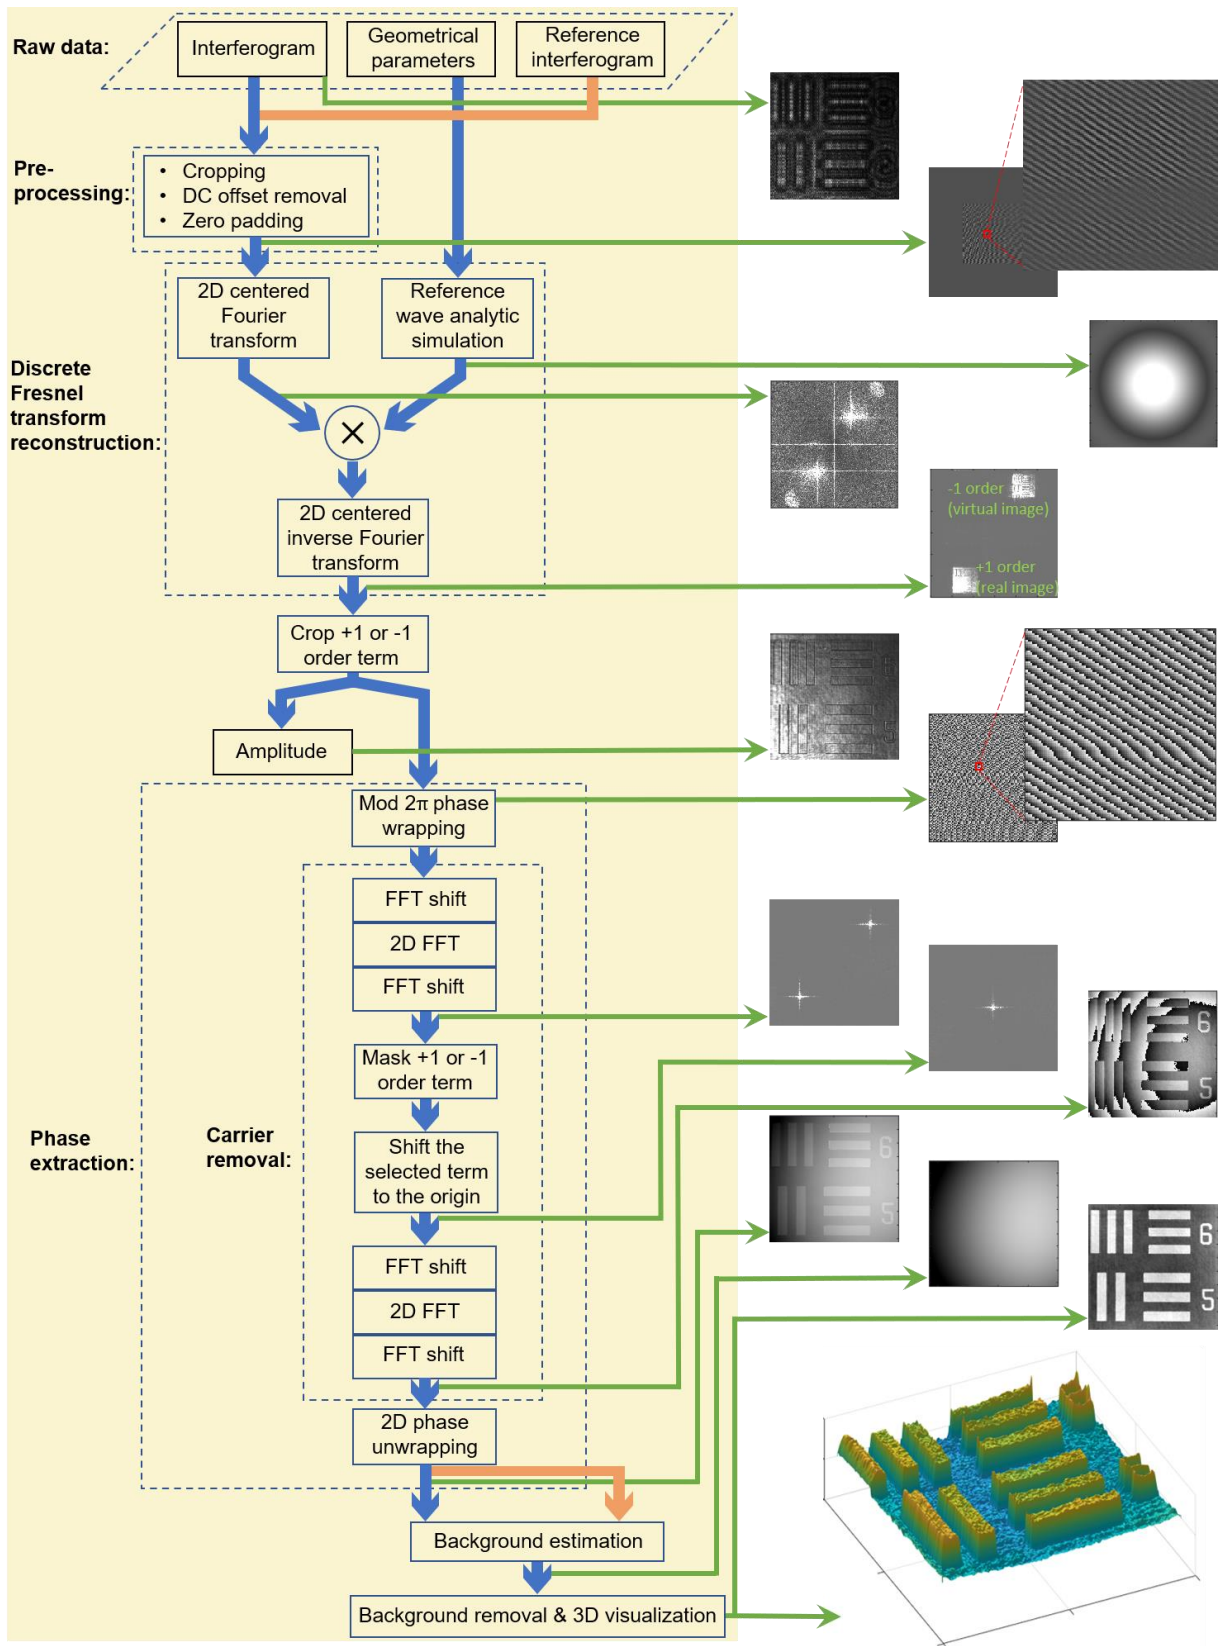 Raw data:
Interferogram
Geometrical
parameters
Reference
interferogram
Pre-
processing:
• Cropping
• DC offset removal
• Zero padding
Discrete
Fresnel
transform
reconstruction:
2D centered
Fourier
transform
Reference
wave analytic
simulation
×
2D centered
inverse Fourier
transform
-1 order
(virtual image)
+1 order
(real image)
Crop +1 or -1
order term
Amplitude
Mod 2π phase
wrapping
FFT shift
2D FFT
FFT shift
Mask +1 or -1
order term
Phase
extraction:
Carrier
removal:
Shift the
selected term
to the origin
FFT shift
2D FFT
FFT shift
2D phase
unwrapping
Background estimation
Background removal & 3D visualization
6
5
6
5
6
5